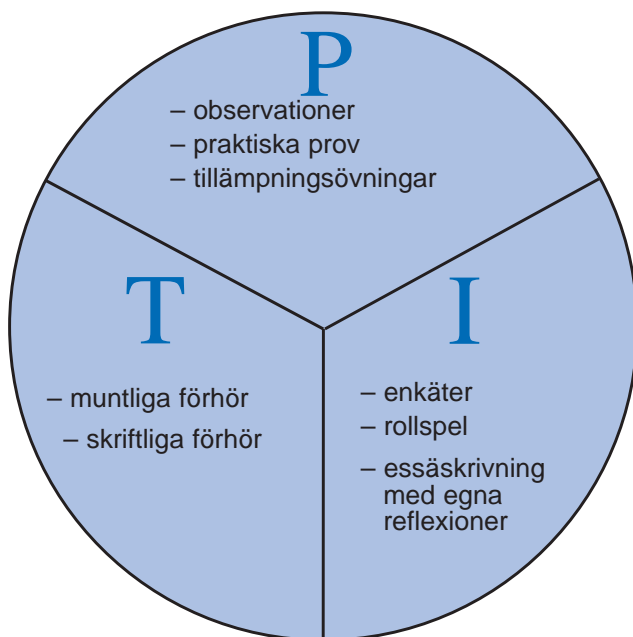 P
– observationer
– praktiska prov
– tillämpningsövningar
T
– muntliga förhör
– skriftliga förhör
I
– enkäter
– rollspel
– essäskrivning
med egna
reflexioner